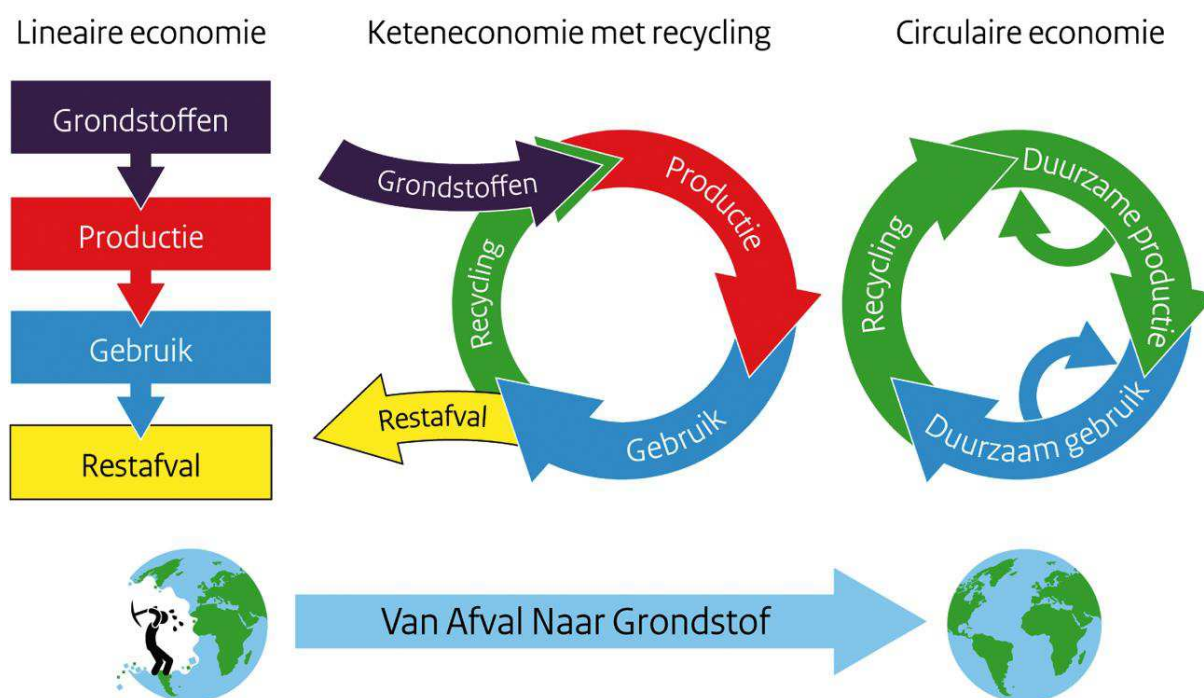 Lineaire economie
Grondstoffen
Productie
Gebruik
Restafval
Keteneconomie met recycling
Grondstoffen
Productie
Gebruik
Recycling
Restafval
Circulaire economie
Duurzame productie
Duurzaam gebruik
Recycling
Van Afval Naar Grondstof